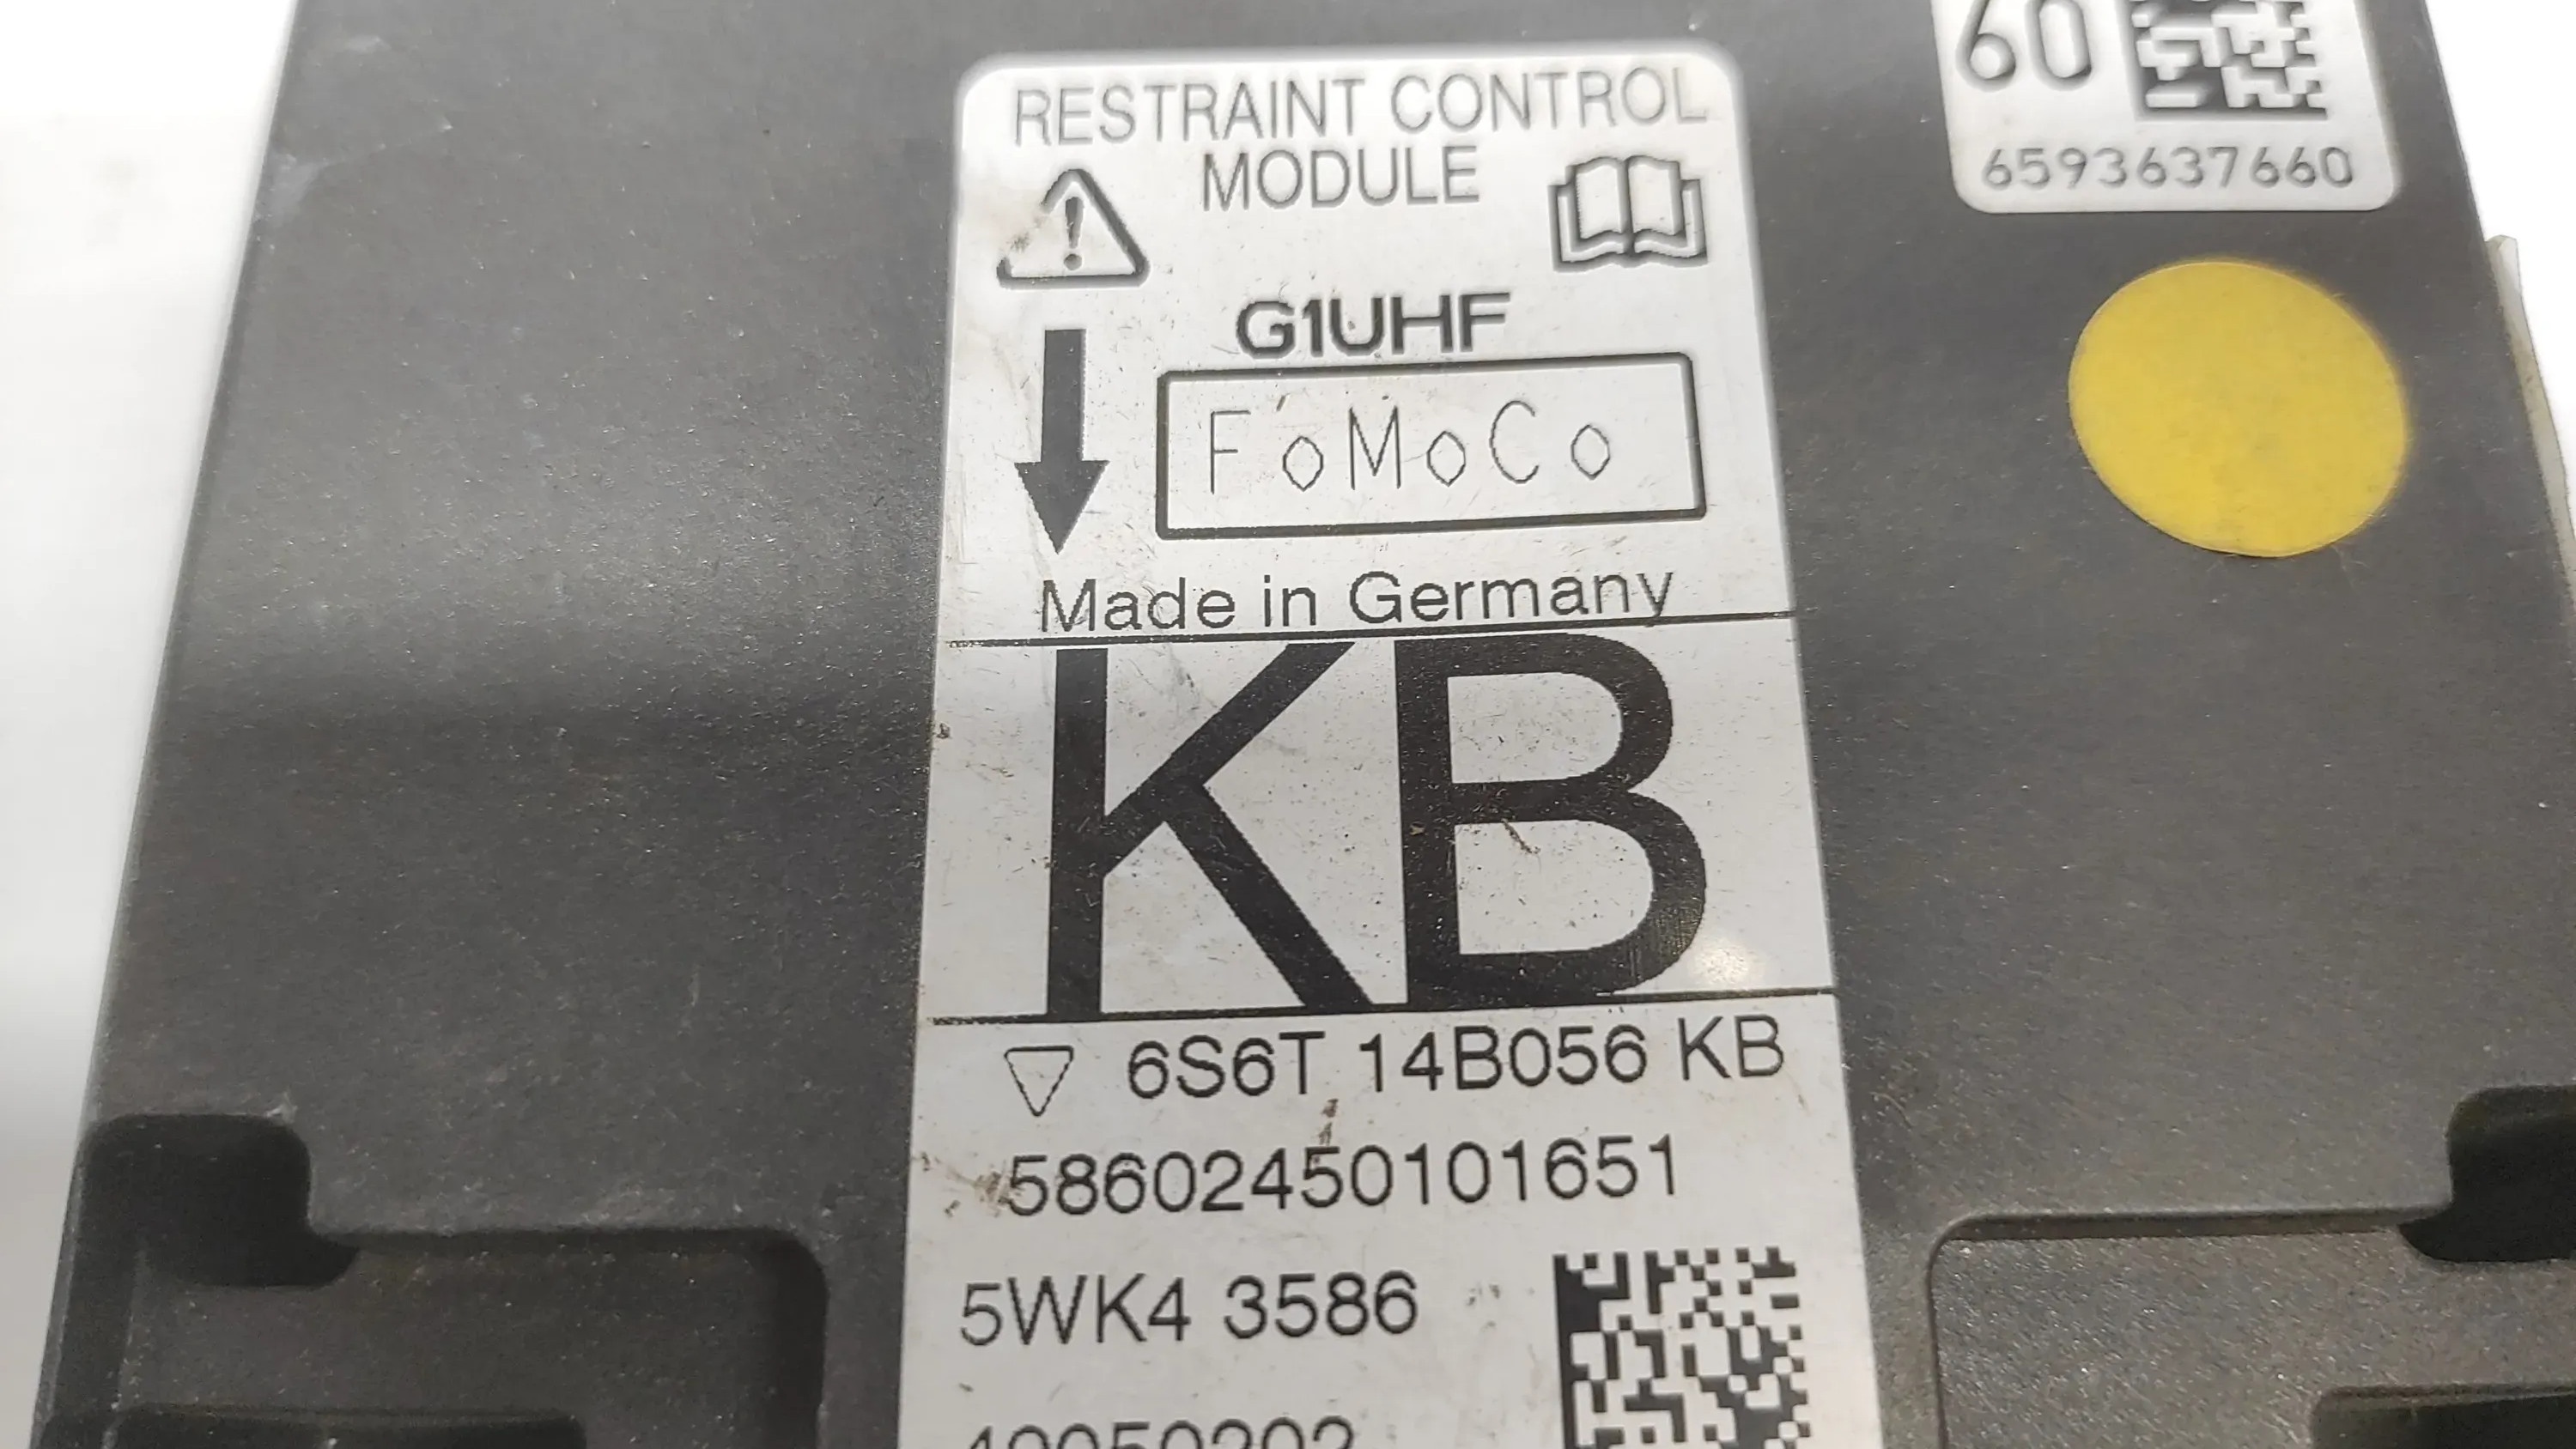 RESTRAINT CONTROL
MODULE
G1UHF
FoMoCo
Made in Germany
KB
6S6T 14B056 KB
58602450101651
5WK4 3586
60
6593637660